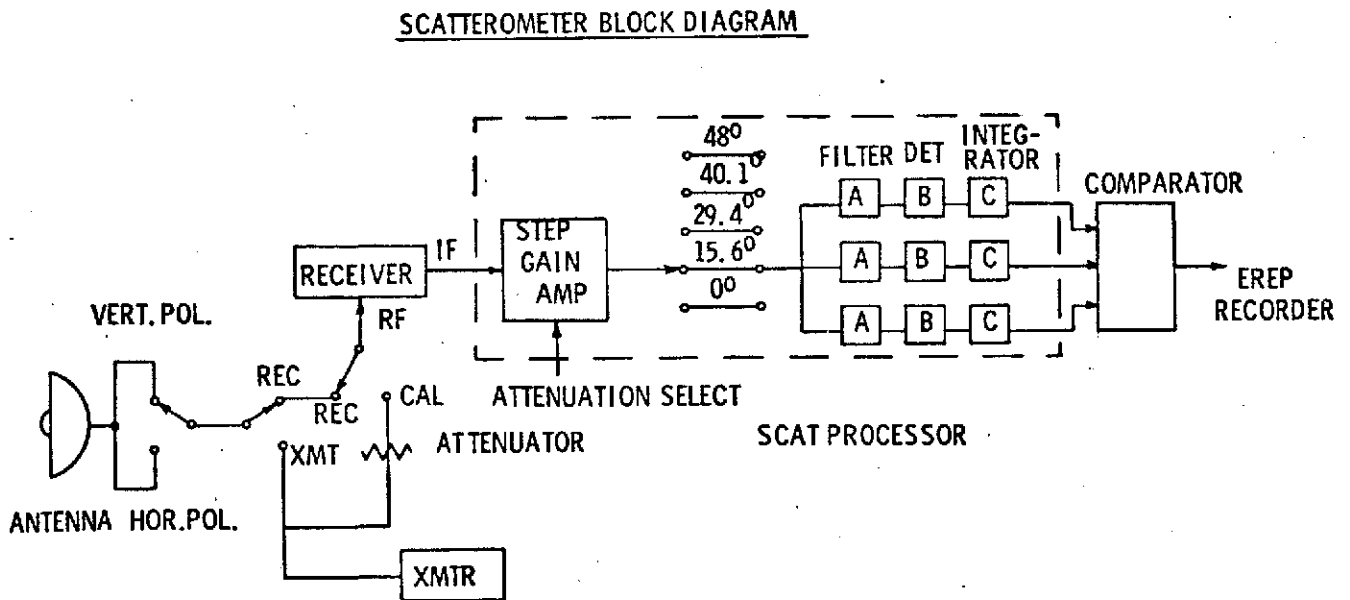 SCATTEROMETER BLOCK DIAGRAM
48°
40.1°
29.4°
15.6°
0°
FILTER DET INTEG-
RATOR
A B C
A B C
A B C
COMPARATOR
EREP
RECORDER
STEP
GAIN
AMP
IF
RECEIVER
RF
VERT. POL.
REC
REC
CAL
ATTENUATION SELECT
XMT
ATTENUATOR
SCAT PROCESSOR
ANTENNA HOR.POL.
XMTR